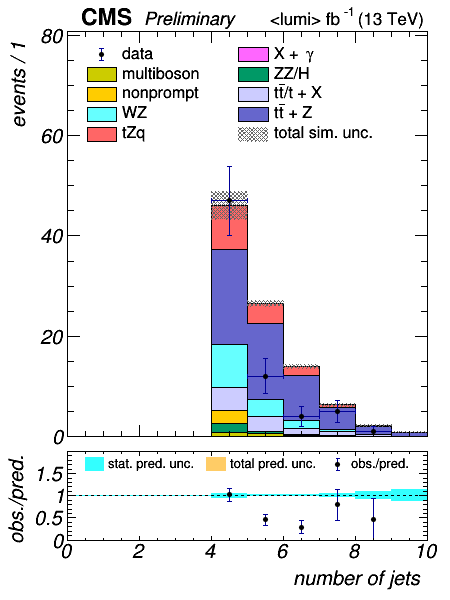 CMS Preliminary <lumi> fb⁻¹ (13 TeV)
events / 1
80
60
40
20
0
data
multiboson
nonprompt
WZ
tZq
X + γ
ZZ/H
tt̄/t + X
tt̄ + Z
total sim. unc.
obs./pred.
1.5
1
0.5
0
stat. pred. unc. total pred. unc. obs./pred.
0 2 4 6 8 10
number of jets